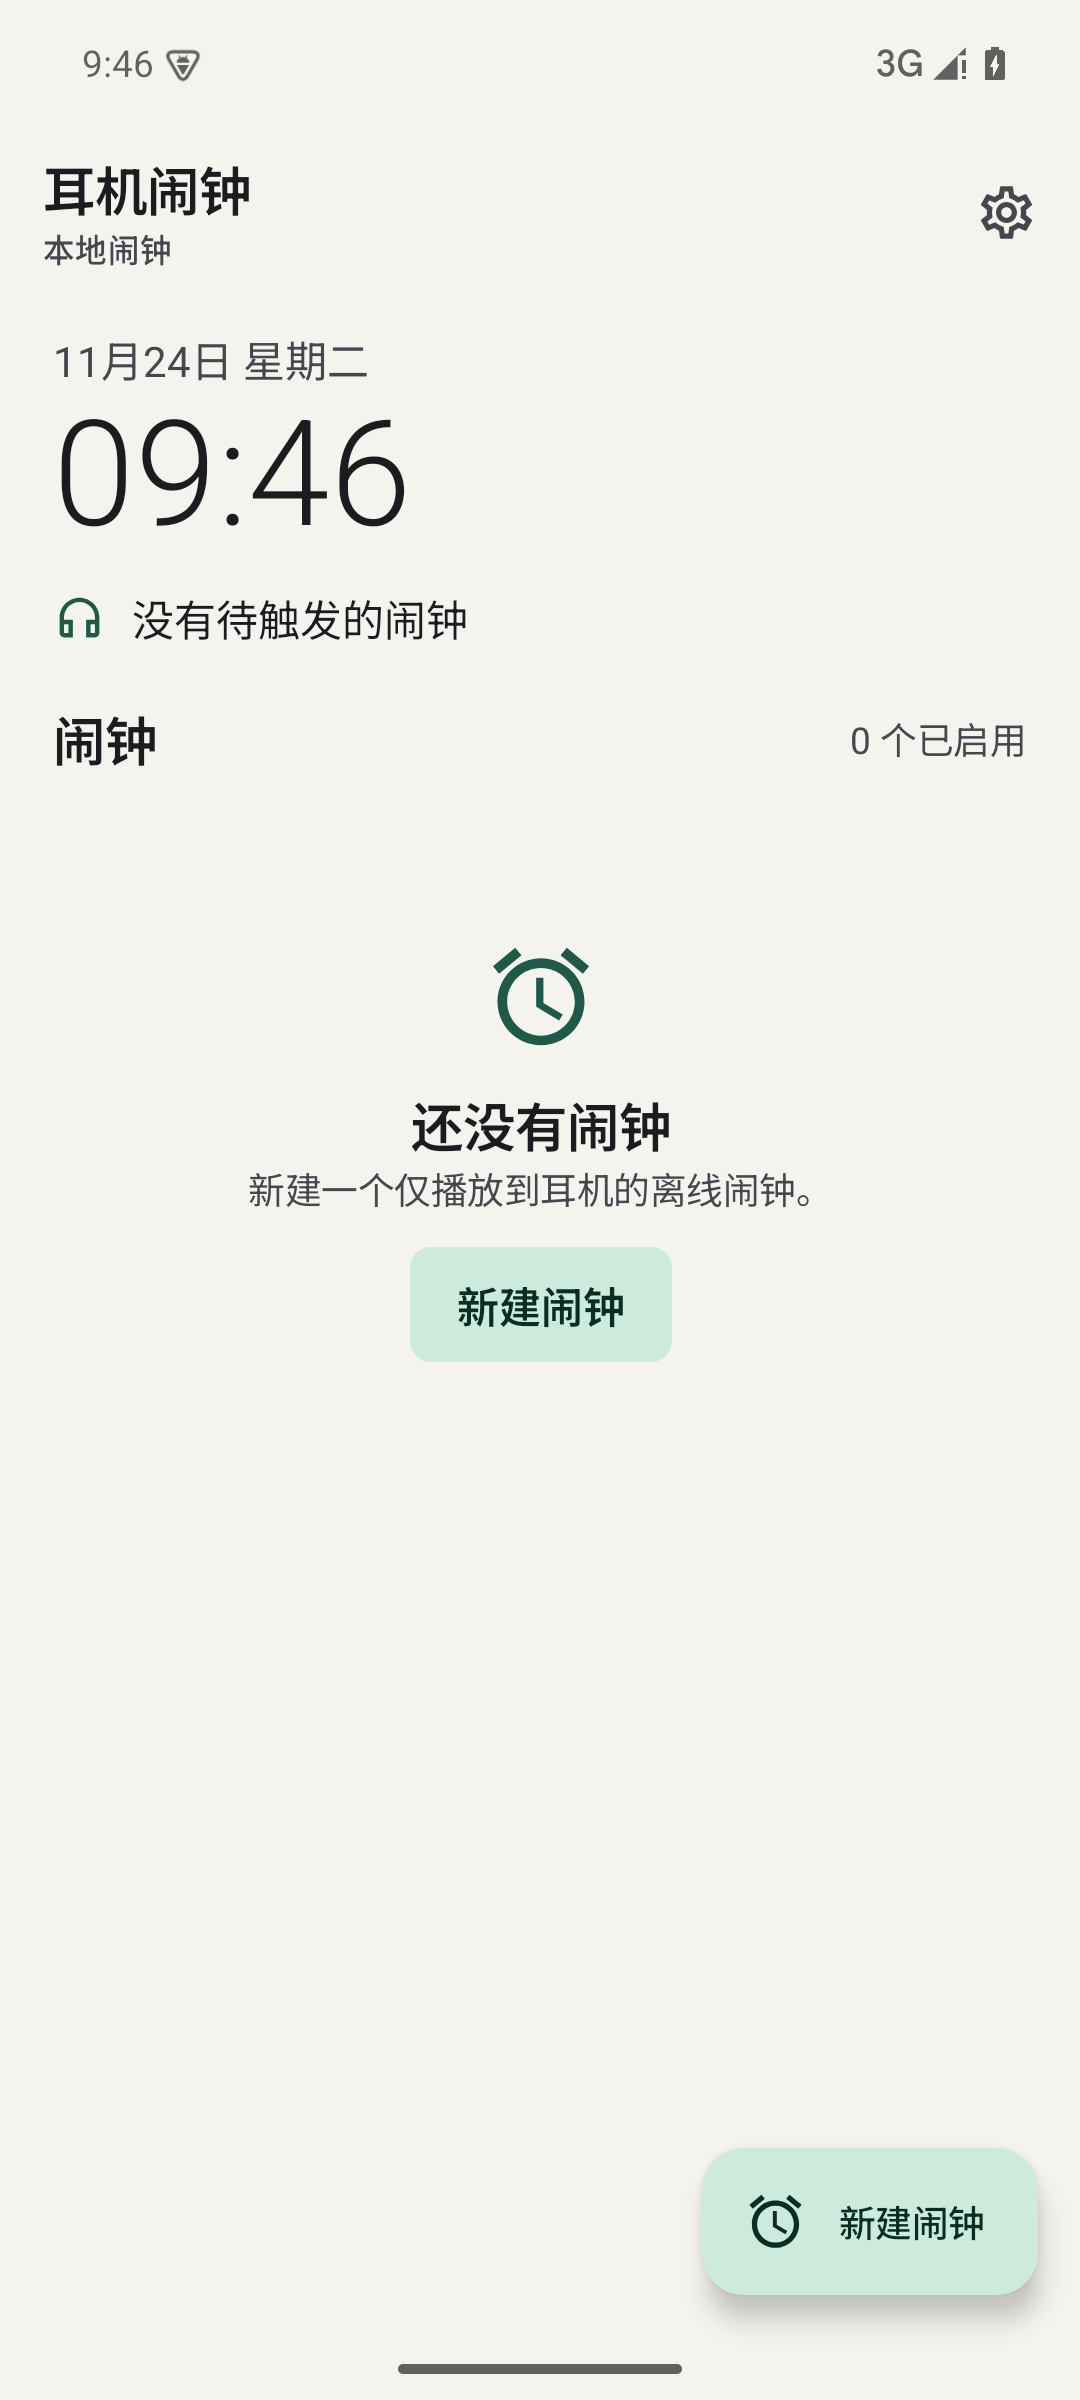 9:46
3G
耳机闹钟
本地闹钟
11月24日 星期二
09:46
没有待触发的闹钟
闹钟
0 个已启用
还没有闹钟
新建一个仅播放到耳机的离线闹钟。
新建闹钟
新建闹钟